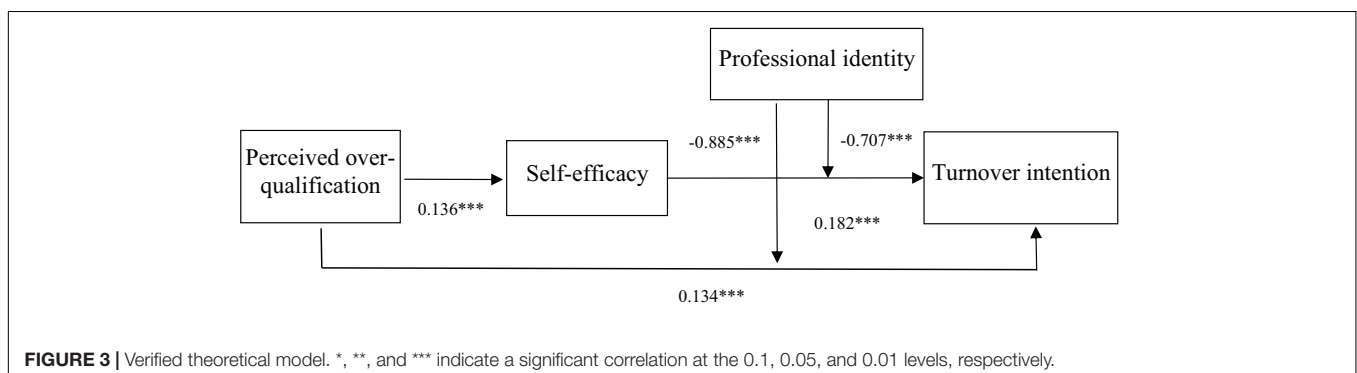 Professional identity
-0.885***
-0.707***
Perceived over-
qualification
Self-efficacy
Turnover intention
0.136***
0.182***
0.134***
FIGURE 3 | Verified theoretical model. *, **, and *** indicate a significant correlation at the 0.1, 0.05, and 0.01 levels, respectively.